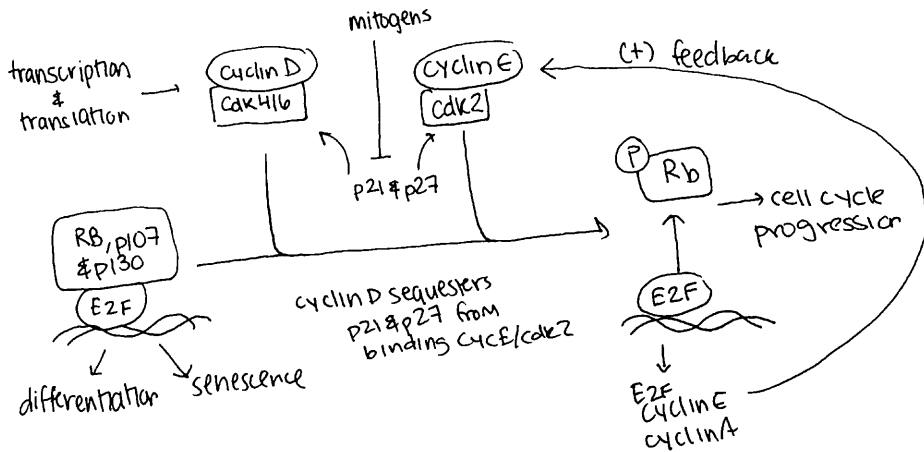 mitogens
transcription
&
translation
cyclin D
Cdk4/6
cyclin E
Cdk2
(+) feedback
p21 & p27
P
Rb
cell cycle
progression
RB, p107
& p130
E2F
cyclin D sequesters
p21 & p27 from
binding CycE/cdk2
E2F
differentiation
senescence
E2F
cyclin E
cyclin A